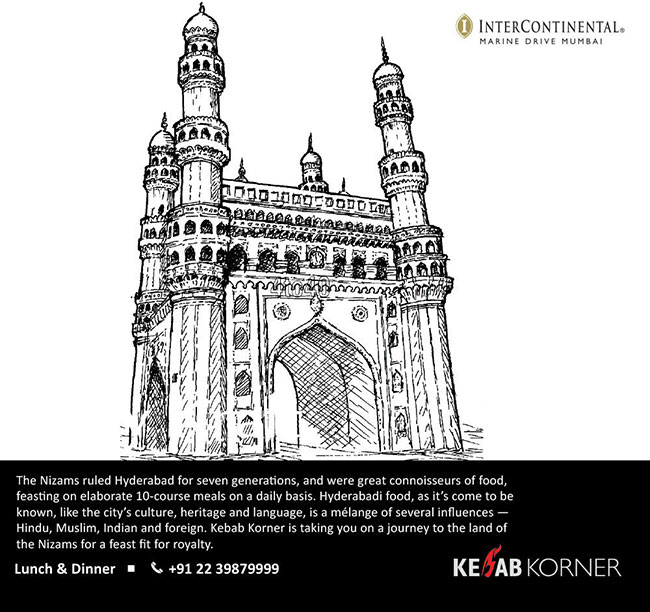 INTERCONTINENTAL®
MARINE DRIVE MUMBAI
The Nizams ruled Hyderabad for seven generations, and were great connoisseurs of food,
feasting on elaborate 10-course meals on a daily basis. Hyderabadi food, as it’s come to be
known, like the city’s culture, heritage and language, is a mélange of several influences —
Hindu, Muslim, Indian and foreign. Kebab Korner is taking you on a journey to the land of
the Nizams for a feast fit for royalty.
Lunch & Dinner ■ +91 22 39879999
KEBAB KORNER